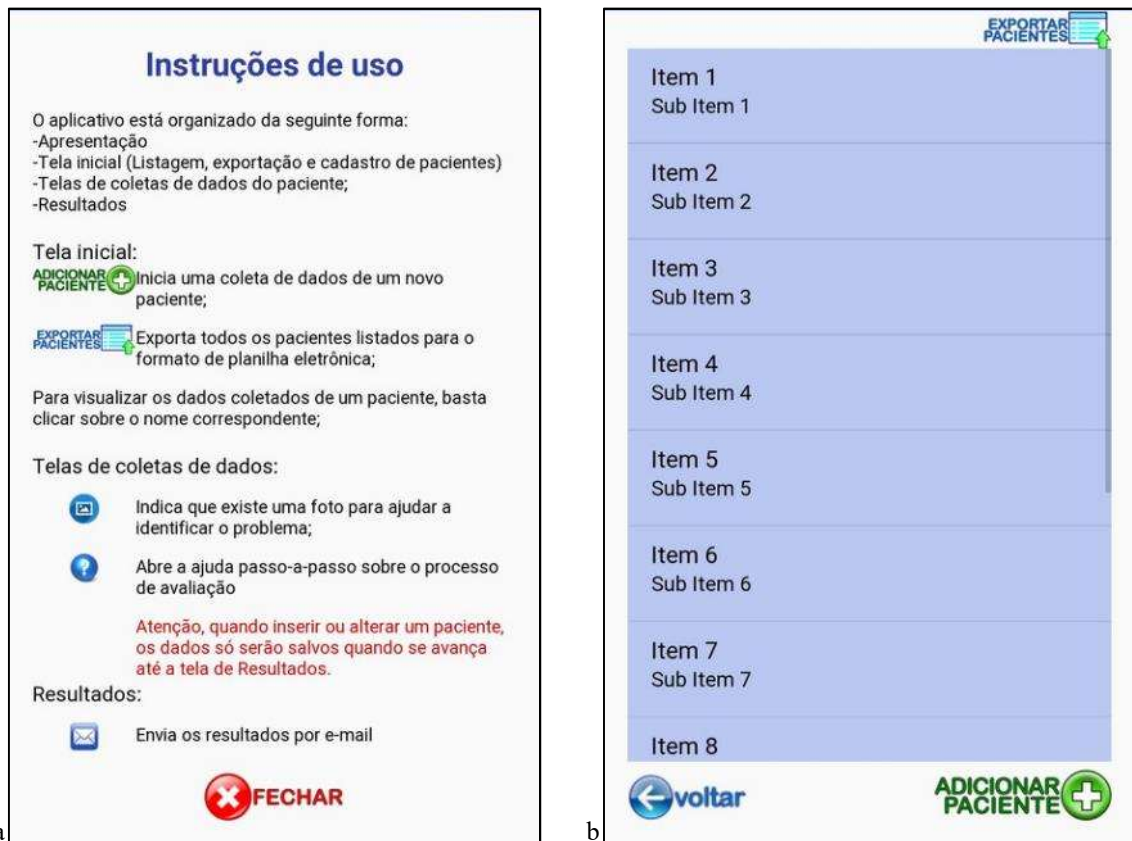 Instruções de uso
O aplicativo está organizado da seguinte forma:
-Apresentação
-Tela inicial (Listagem, exportação e cadastro de pacientes)
-Telas de coletas de dados do paciente;
-Resultados
Tela inicial:
ADICIONAR
PACIENTE
Inicia uma coleta de dados de um novo
paciente;
EXPORTAR
PACIENTES
Exporta todos os pacientes listados para o
formato de planilha eletrônica;
Para visualizar os dados coletados de um paciente, basta
clicar sobre o nome correspondente;
Telas de coletas de dados:
Indica que existe uma foto para ajudar a
identificar o problema;
?
Abre a ajuda passo-a-passo sobre o processo
de avaliação
Atenção, quando inserir ou alterar um paciente,
os dados só serão salvos quando se avança
até a tela de Resultados.
Resultados:
Envia os resultados por e-mail
FECHAR
a
EXPORTAR
PACIENTES
Item 1
Sub Item 1
Item 2
Sub Item 2
Item 3
Sub Item 3
Item 4
Sub Item 4
Item 5
Sub Item 5
Item 6
Sub Item 6
Item 7
Sub Item 7
Item 8
voltar
ADICIONAR
PACIENTE
b